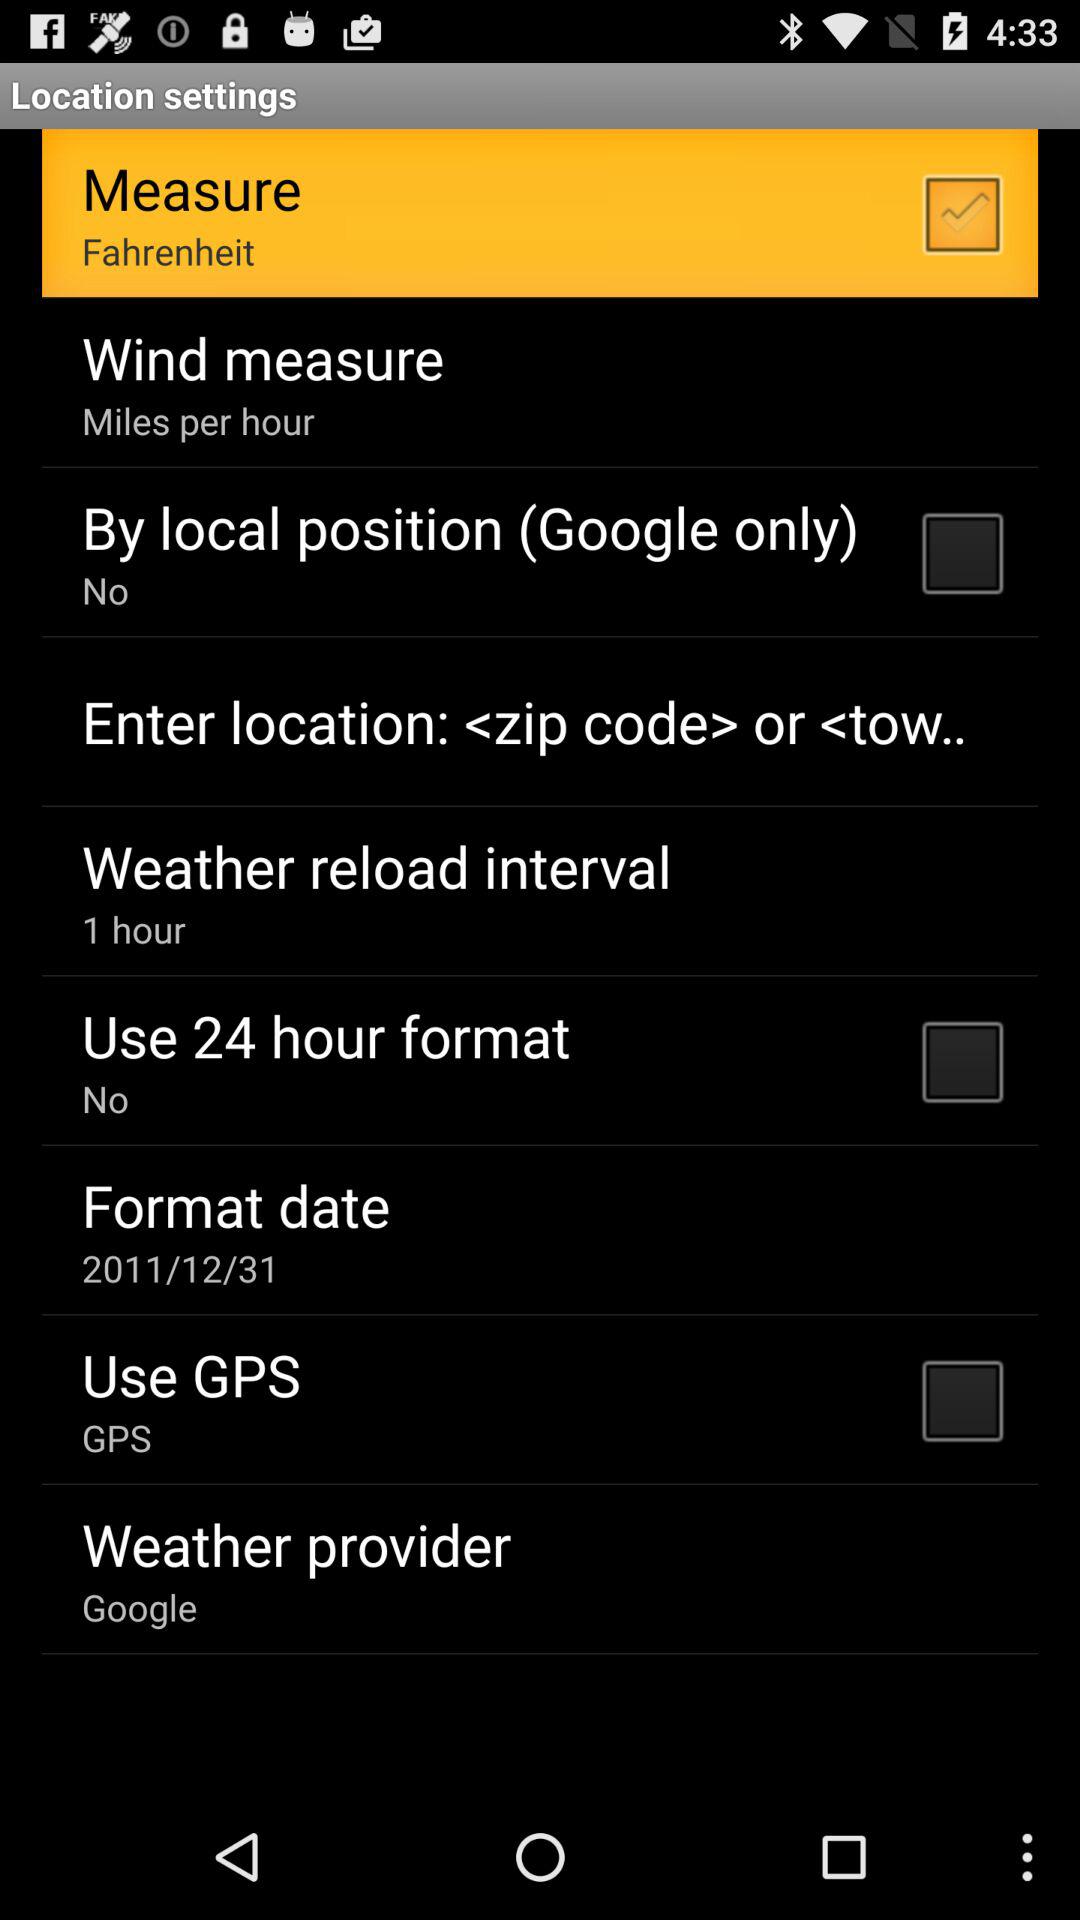 FAKE
4:33
Location settings
Measure
Fahrenheit
Wind measure
Miles per hour
By local position (Google only)
No
Enter location: <zip code> or <tow..
Weather reload interval
1 hour
Use 24 hour format
No
Format date
2011/12/31
Use GPS
GPS
Weather provider
Google